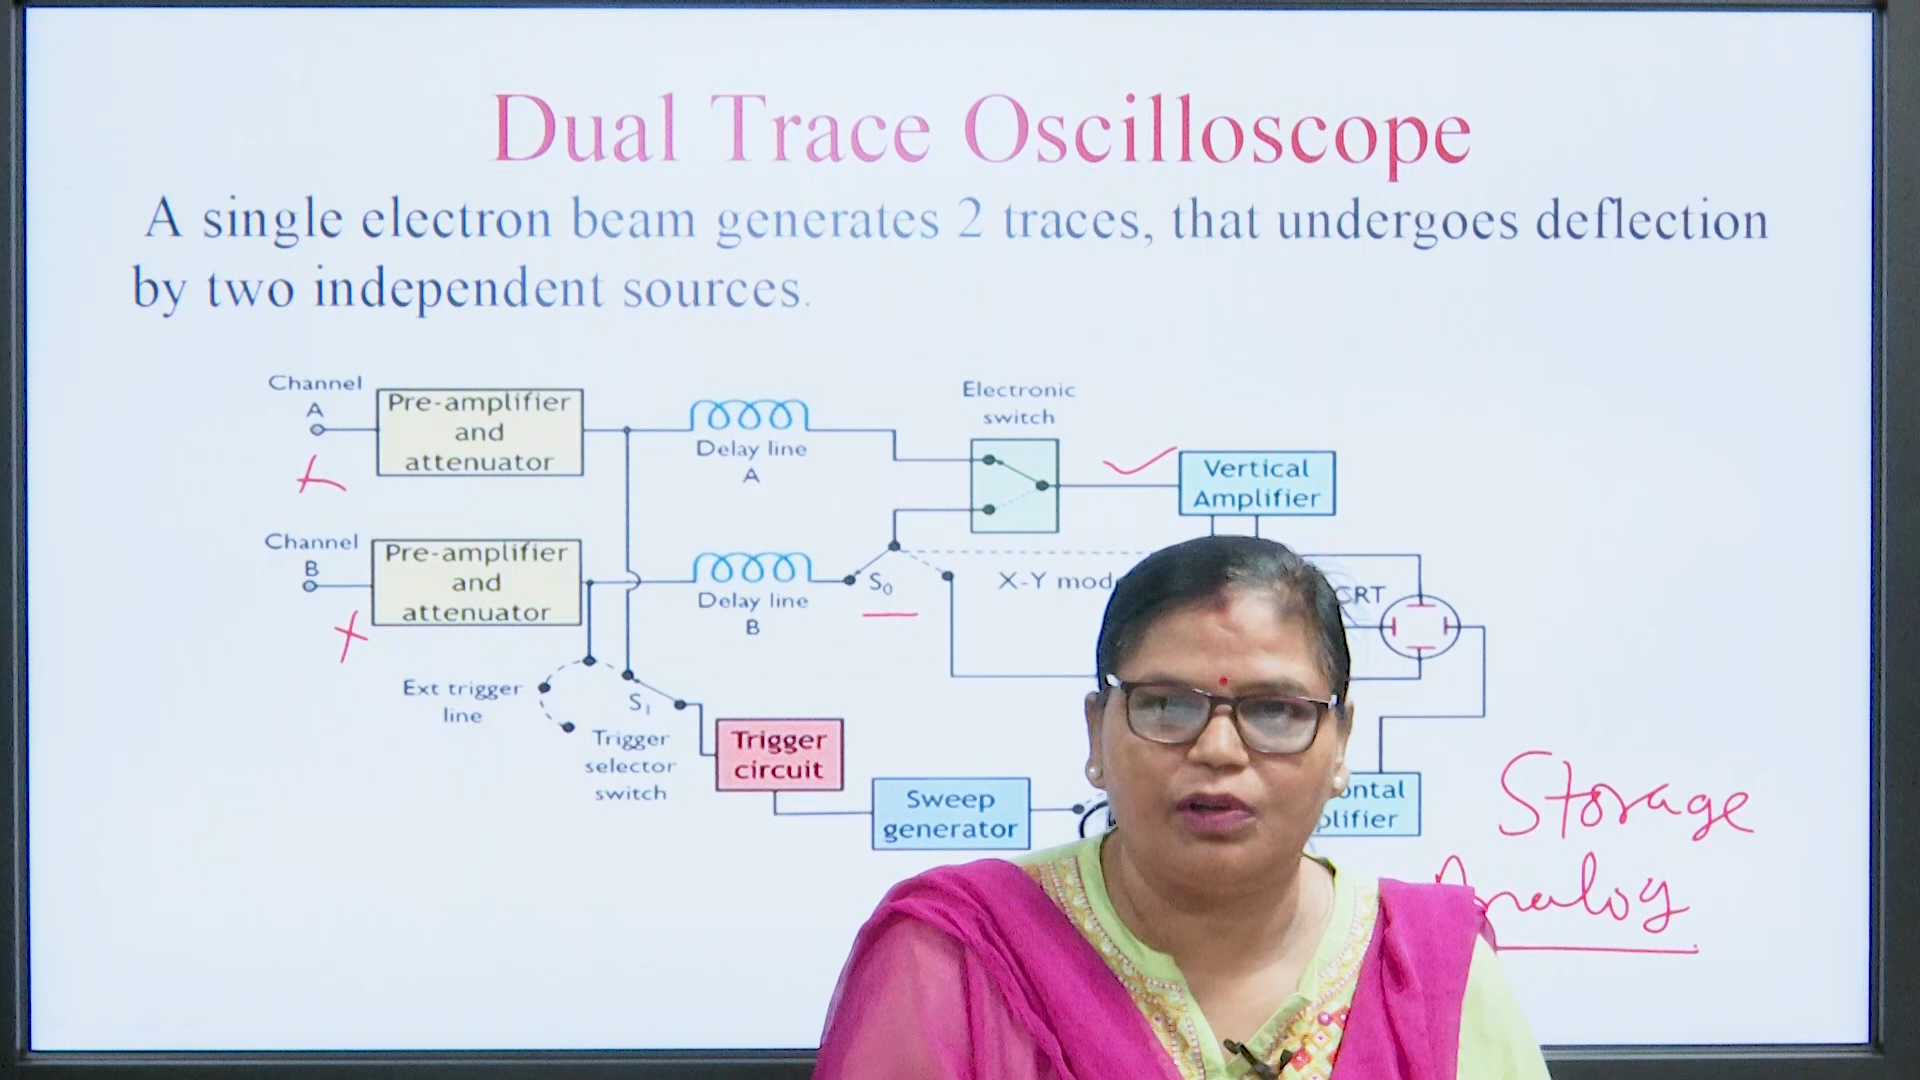 Dual Trace Oscilloscope
A single electron beam generates 2 traces, that undergoes deflection
by two independent sources.
Channel
A
Pre-amplifier
and
attenuator
Delay line
A
Electronic
switch
Vertical
Amplifier
Channel
B
Pre-amplifier
and
attenuator
Delay line
B
S0
X-Y mod
CRT
Ext trigger
line
S1
Trigger
selector
switch
Trigger
circuit
Sweep
generator
ontal
plifier
Storage
Analog